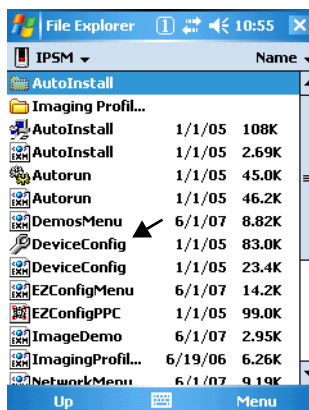 File Explorer 10:55
IPSM Name
AutoInstall
Imaging Profil...
AutoInstall 1/1/05 108K
AutoInstall 1/1/05 2.69K
Autorun 1/1/05 45.0K
Autorun 1/1/05 46.2K
DemosMenu 6/1/07 8.82K
DeviceConfig 1/1/05 83.0K
DeviceConfig 1/1/05 23.4K
EZConfigMenu 6/1/07 14.2K
EZConfigPPC 1/1/05 99.0K
ImageDemo 6/1/07 2.95K
ImagingProfil... 6/19/06 6.26K
NetworkMenu 6/1/07 9.19K
Up Menu